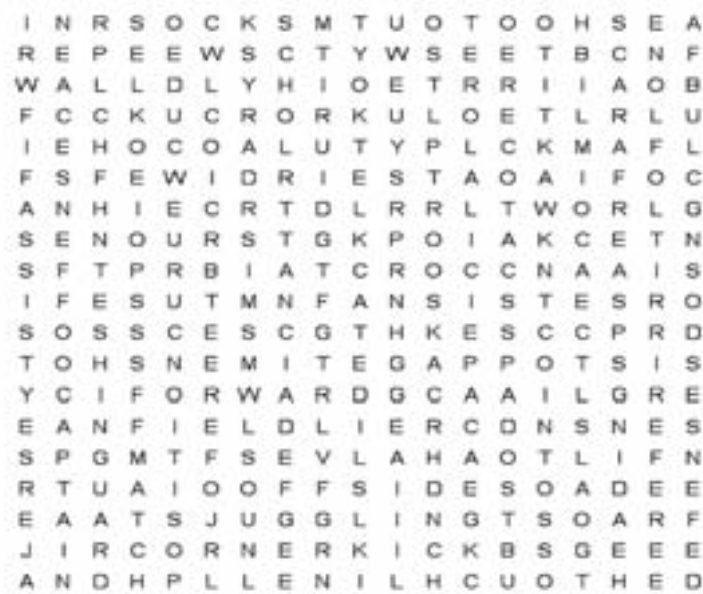 I N R S O C K S M T U O T O O H S E A
R E P E E W S C T Y W S E E T B C N F
W A L L D L Y H I O E T R R I I A O B
F C C K U C R O R K U L O E T L R L U
I E H O C O A L U T Y P L C K M A F L
F S F E W I D R I E S T A O A I F O C
A N H I E C R T D L R R L T W O R L G
S E N O U R S T G K P O I A K C E T N
S F T P R B I A T C R O C C N A A I S
I F E S U T M N F A N S I S T E S R O
S O S S C E S C G T H K E S C C P R D
T O H S N E M I T E G A P P O T S I S
Y C I F O R W A R D G C A A I L G R E
E A N F I E L D L I E R C D N S N E S
S P G M T F S E V L A H A O T L I F N
R T U A I O O F F S I D E S O A D E E
E A A T S J U G G L I N G T S O A R F
J I R C O R N E R K I C K B S G E E E
A N D H P L L E N I L H C U O T H E D